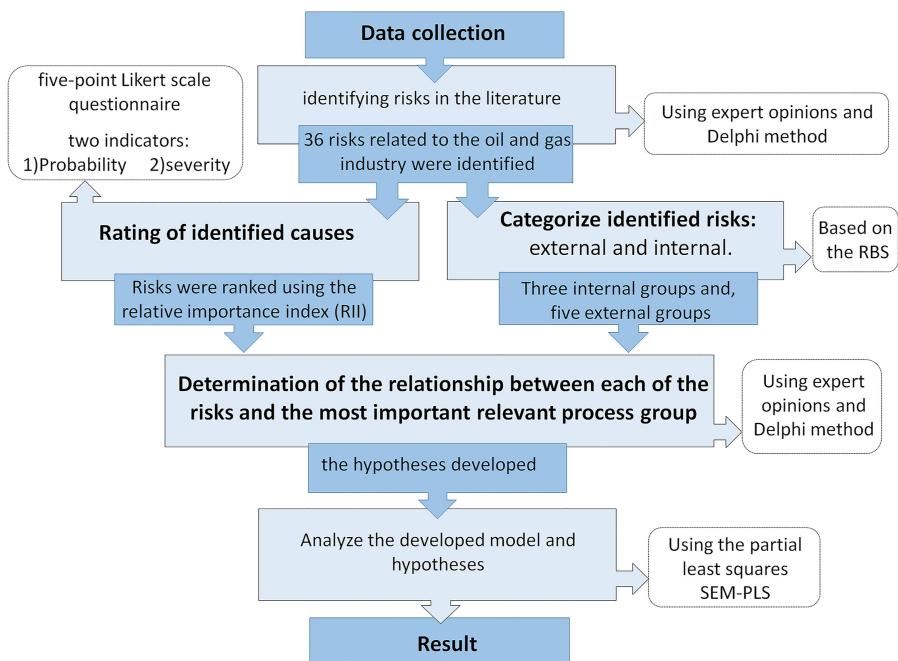 Data collection
five-point Likert scale
questionnaire
two indicators:
1)Probability 2)severity
identifying risks in the literature
Using expert opinions and
Delphi method
36 risks related to the oil and gas
industry were identified
Rating of identified causes
Categorize identified risks:
external and internal.
Based on
the RBS
Risks were ranked using the
relative importance index (RII)
Three internal groups and,
five external groups
Determination of the relationship between each of the
risks and the most important relevant process group
Using expert
opinions and
Delphi method
the hypotheses developed
Analyze the developed model and
hypotheses
Using the partial
least squares
SEM-PLS
Result